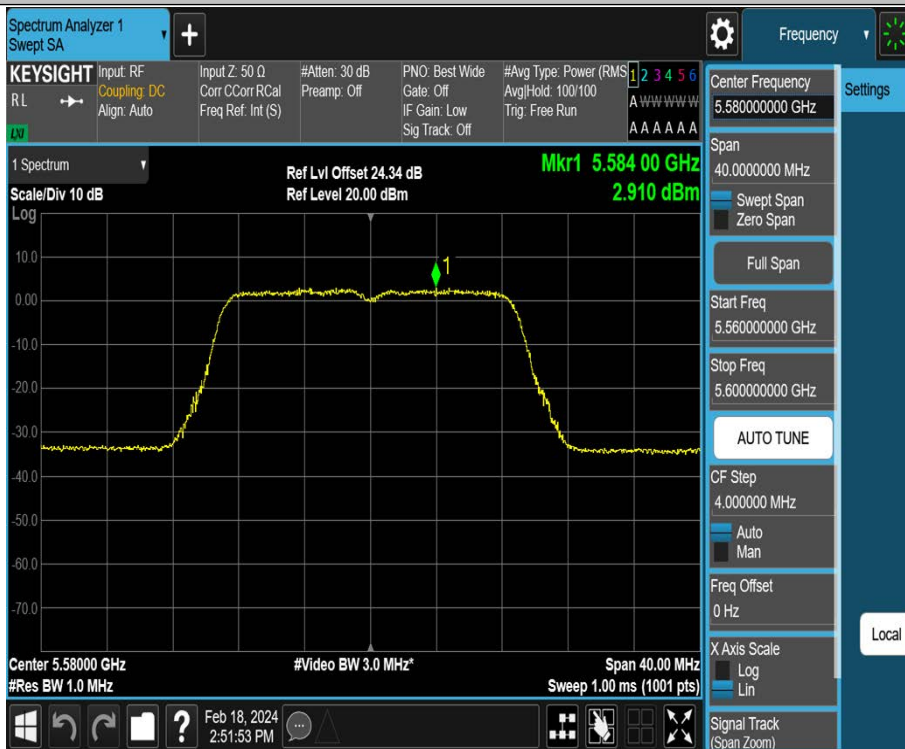 Spectrum Analyzer 1
Swept SA
+
Frequency
KEYSIGHT
R L
LXI
Input: RF
Coupling: DC
Align: Auto
Input Z: 50 Ω
Corr CCorr RCal
Freq Ref: Int (S)
#Atten: 30 dB
Preamp: Off
PNO: Best Wide
Gate: Off
IF Gain: Low
Sig Track: Off
#Avg Type: Power (RMS
Avg|Hold: 100/100
Trig: Free Run
1 2 3 4 5 6
A W W W W W
A A A A A A
1 Spectrum
Scale/Div 10 dB
Log
Ref Lvl Offset 24.34 dB
Ref Level 20.00 dBm
Mkr1 5.584 00 GHz
2.910 dBm
1
10.0
0.00
-10.0
-20.0
-30.0
-40.0
-50.0
-60.0
-70.0
Center 5.58000 GHz
#Res BW 1.0 MHz
#Video BW 3.0 MHz*
Span 40.00 MHz
Sweep 1.00 ms (1001 pts)
Feb 18, 2024
2:51:53 PM
?
Center Frequency
5.580000000 GHz
Span
40.0000000 MHz
Swept Span
Zero Span
Full Span
Start Freq
5.560000000 GHz
Stop Freq
5.600000000 GHz
AUTO TUNE
CF Step
4.000000 MHz
Auto
Man
Freq Offset
0 Hz
X Axis Scale
Log
Lin
Signal Track
(Span Zoom)
Settings
Local